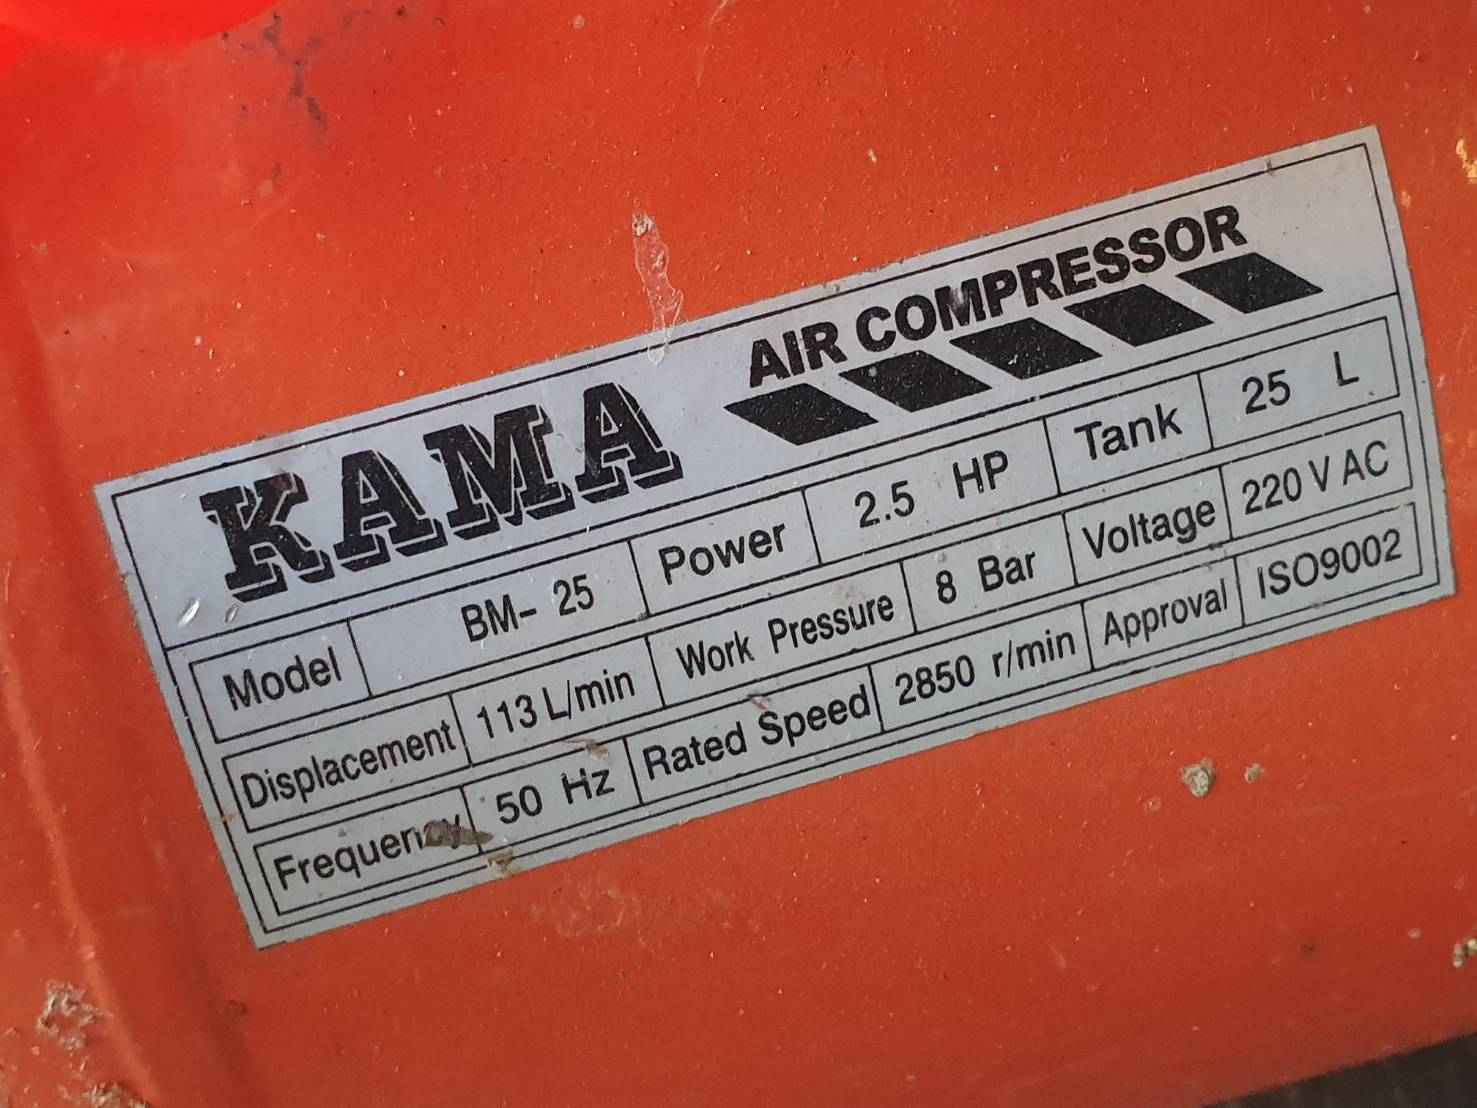 KAMA AIR COMPRESSOR
Model BM- 25 Power 2.5 HP Tank 25 L
Displacement 113 L/min Work Pressure 8 Bar Voltage 220 V AC
Frequency 50 Hz Rated Speed 2850 r/min Approval ISO9002